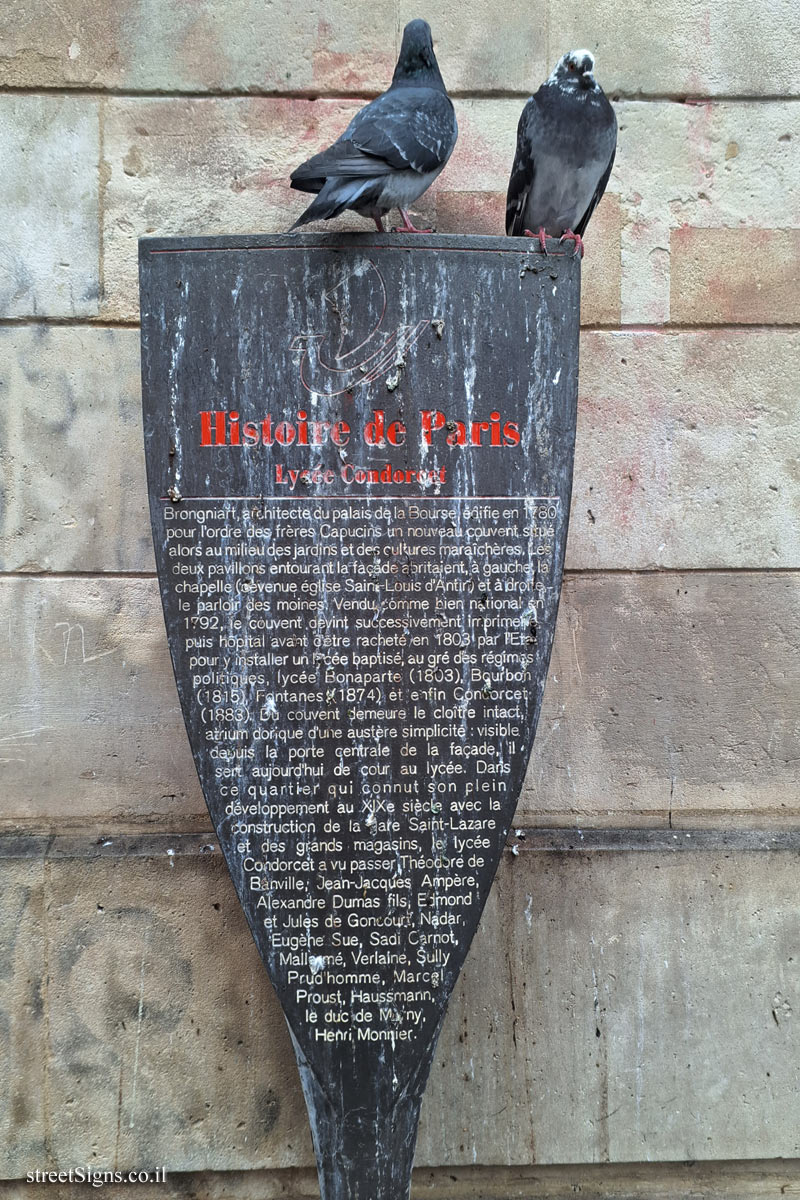 Histoire de Paris
Lycée Condorcet
Brongniart, architecte du palais de la Bourse, édifie en 1780
pour l'ordre des frères Capucins un nouveau couvent situé
alors au milieu des jardins et des cultures maraîchères. Les
deux pavillons entourant la façade abritaient, à gauche, la
chapelle (devenue église Saint-Louis d'Antin) et à droite
le parloir des moines. Vendu comme bien national en
1792, le couvent devint successivement imprimerie,
puis hôpital avant d'être racheté en 1803 par l'Etat
pour y installer un lycée baptisé, au gré des régimes
politiques, lycée Bonaparte (1803), Bourbon
(1815), Fontanes (1874) et enfin Condorcet
(1883). Du couvent demeure le cloître intact,
atrium dorique d'une austère simplicité : visible
depuis la porte centrale de la façade, il
sert aujourd'hui de cour au lycée. Dans
ce quartier qui connut son plein
développement au XIXe siècle avec la
construction de la gare Saint-Lazare
et des grands magasins, le lycée
Condorcet a vu passer Théodore de
Banville, Jean-Jacques Ampère,
Alexandre Dumas fils, Edmond
et Jules de Goncourt, Nadar,
Eugène Sue, Sadi Carnot,
Mallarmé, Verlaine, Sully
Prud'homme, Marcel
Proust, Haussmann,
le duc de Morny,
Henri Monnier.
streetSigns.co.il